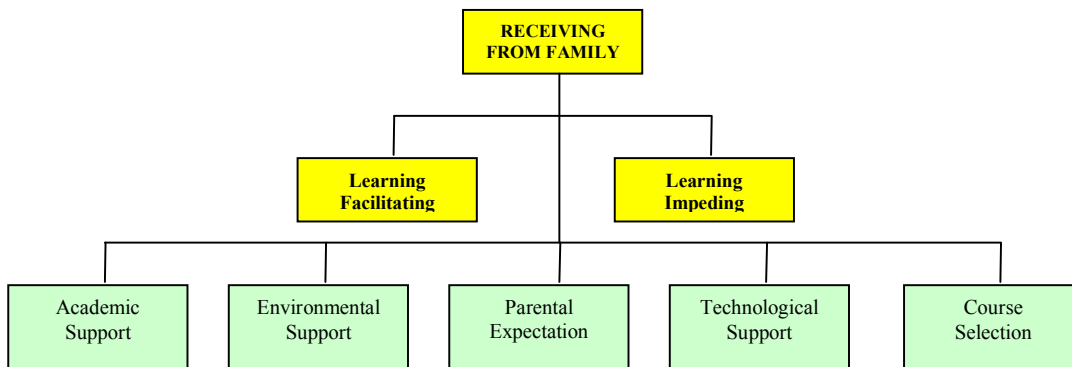 RECEIVING
FROM FAMILY
Learning
Facilitating
Learning
Impeding
Academic
Support
Environmental
Support
Parental
Expectation
Technological
Support
Course
Selection